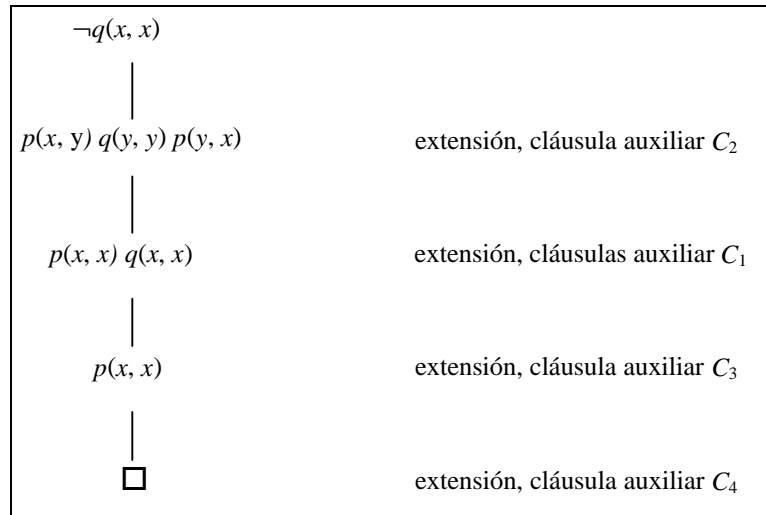 ¬q(x, x)
p(x, y) q(y, y) p(y, x) extensión, cláusula auxiliar C₂
p(x, x) q(x, x) extensión, cláusulas auxiliar C₁
p(x, x) extensión, cláusula auxiliar C₃
□ extensión, cláusula auxiliar C₄